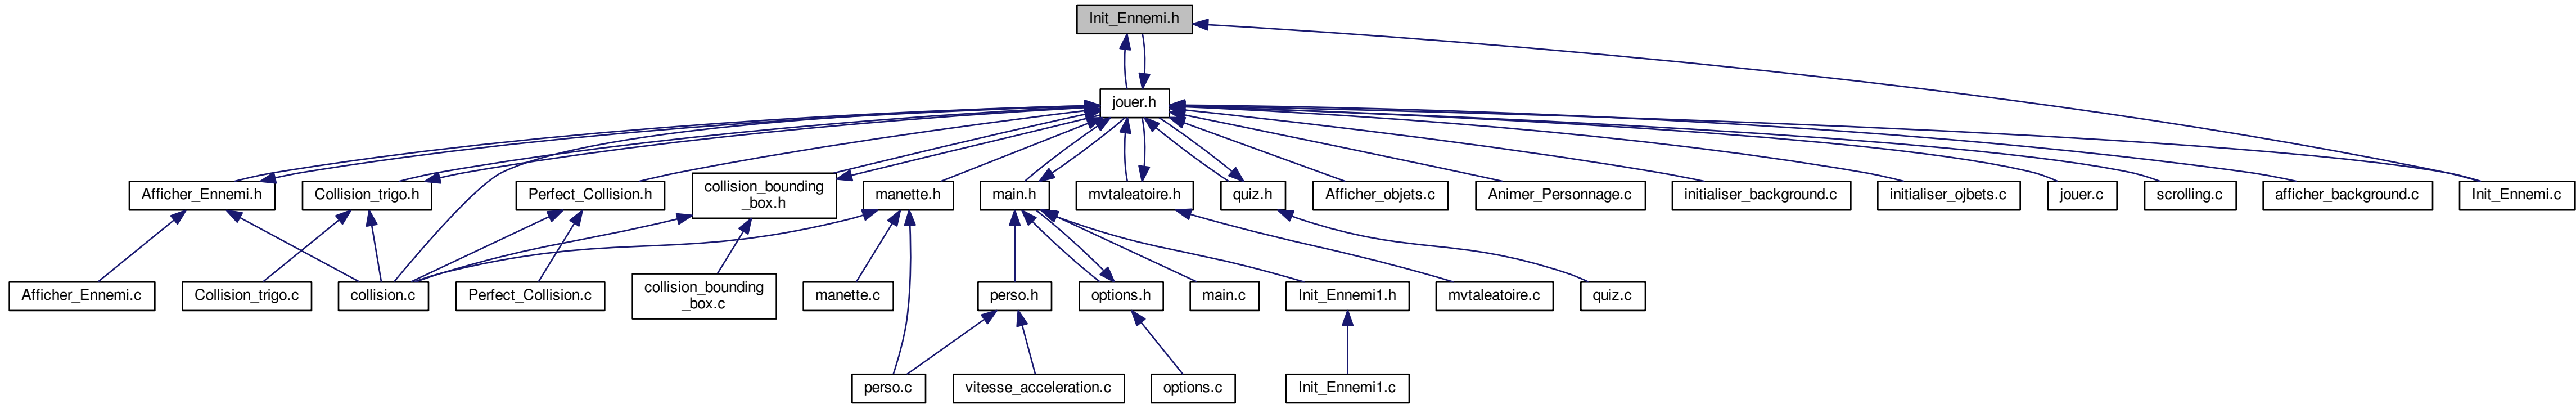 Init_Ennemi.h
jouer.h
Afficher_Ennemi.h
Collision_trigo.h
Perfect_Collision.h
collision_bounding
_box.h
manette.h
main.h
mvtaleatoire.h
quiz.h
Afficher_objets.c
Animer_Personnage.c
initialiser_background.c
initialiser_ojbets.c
jouer.c
scrolling.c
afficher_background.c
Init_Ennemi.c
Afficher_Ennemi.c
Collision_trigo.c
collision.c
Perfect_Collision.c
collision_bounding
_box.c
manette.c
perso.h
options.h
main.c
Init_Ennemi1.h
mvtaleatoire.c
quiz.c
perso.c
vitesse_acceleration.c
options.c
Init_Ennemi1.c